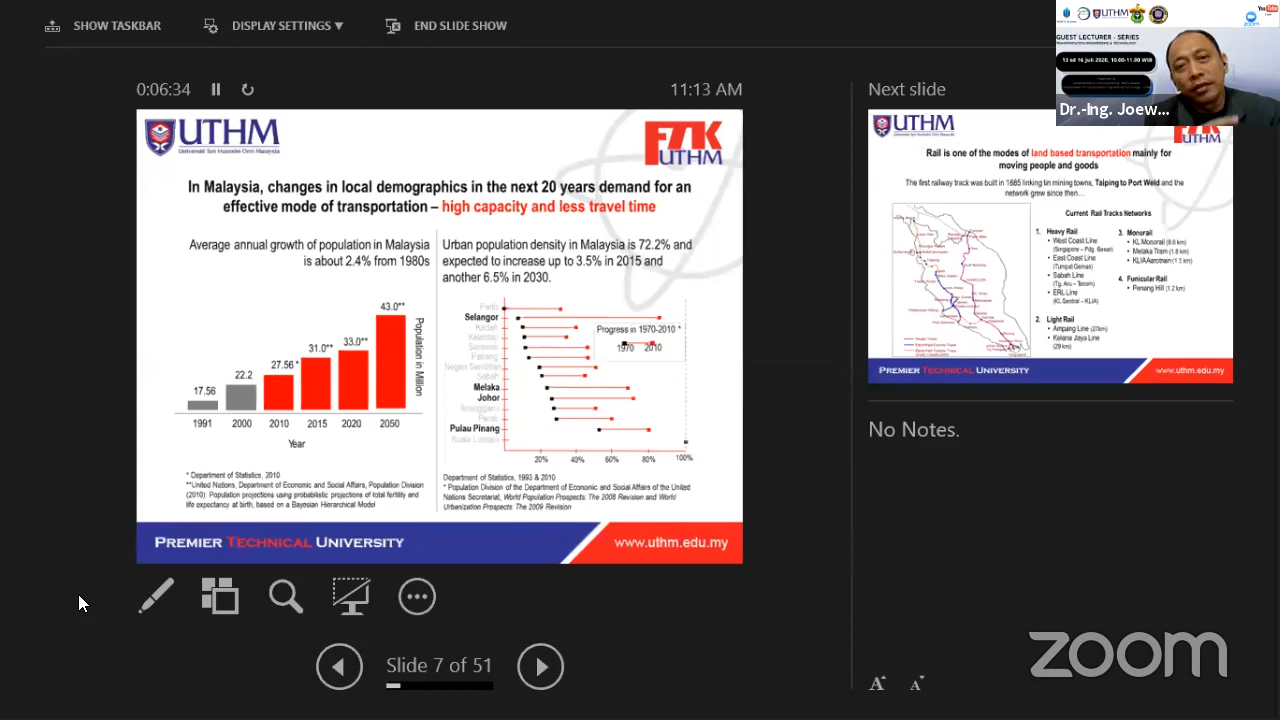 SHOW TASKBAR
DISPLAY SETTINGS ▼
END SLIDE SHOW
0:06:34
11:13 AM
UTHM
Universiti Tun Hussein Onn Malaysia
FTK
UTHM
In Malaysia, changes in local demographics in the next 20 years demand for an
effective mode of transportation – high capacity and less travel time
Average annual growth of population in Malaysia
is about 2.4% from 1980s
17.56
22.2
27.56 *
31.0**
33.0**
43.0**
Population in Million
1991
2000
2010
2015
2020
2050
Year
* Department of Statistics, 2010
**United Nations, Department of Economic and Social Affairs, Population Division
(2010): Population projections using probabilistic projections of total fertility and
life expectancy at birth, based on a Bayesian Hierarchical Model
Urban population density in Malaysia is 72.2% and
expected to increase up to 3.5% in 2015 and
another 6.5% in 2030.
Perlis
Selangor
Kedah
Kelantan
Sarawak
Pahang
Negeri Sembilan
Sabah
Melaka
Johor
Terengganu
Perak
Pulau Pinang
Kuala Lumpur
Progress in 1970-2010 *
1970
2010
20%
40%
60%
80%
100%
Department of Statistics, 1993 & 2010
* Population Division of the Department of Economic and Social Affairs of the United
Nations Secretariat, World Population Prospects: The 2008 Revision and World
Urbanization Prospects: The 2009 Revision
PREMIER TECHNICAL UNIVERSITY
www.uthm.edu.my
Slide 7 of 51
Next slide
UTHM
UTHM
Rail is one of the modes of land based transportation mainly for
moving people and goods
The first railway track was built in 1885 linking tin mining towns, Taiping to Port Weld and the
network grew since then…
Current Rail Tracks Networks
1. Heavy Rail
• West Coast Line
(Singapore – Pdg. Besar)
• East Coast Line
(Tumpat Gemas)
• Sabah Line
(Tg. Aru – Tenom)
• ERL Line
(KL Sentral – KLIA)
2. Light Rail
• Ampang Line (27km)
• Kelana Jaya Line
(29 km)
3. Monorail
• KL Monorail (8.6 km)
• Melaka Tram (1.8 km)
• KLIA Aerotrain (1.3 km)
4. Funicular Rail
• Penang Hill (1.2 km)
PREMIER TECHNICAL UNIVERSITY
www.uthm.edu.my
No Notes.
A
A
UTHM
zoom
YouTube
Live
GUEST LECTURER - SERIES
TRANSPORTATION ENGINEERING & TECHNOLOGY
13 sd 16 Juli 2020, 10.00-11.00 WIB
Dr.-Ing. Joew...
zoom